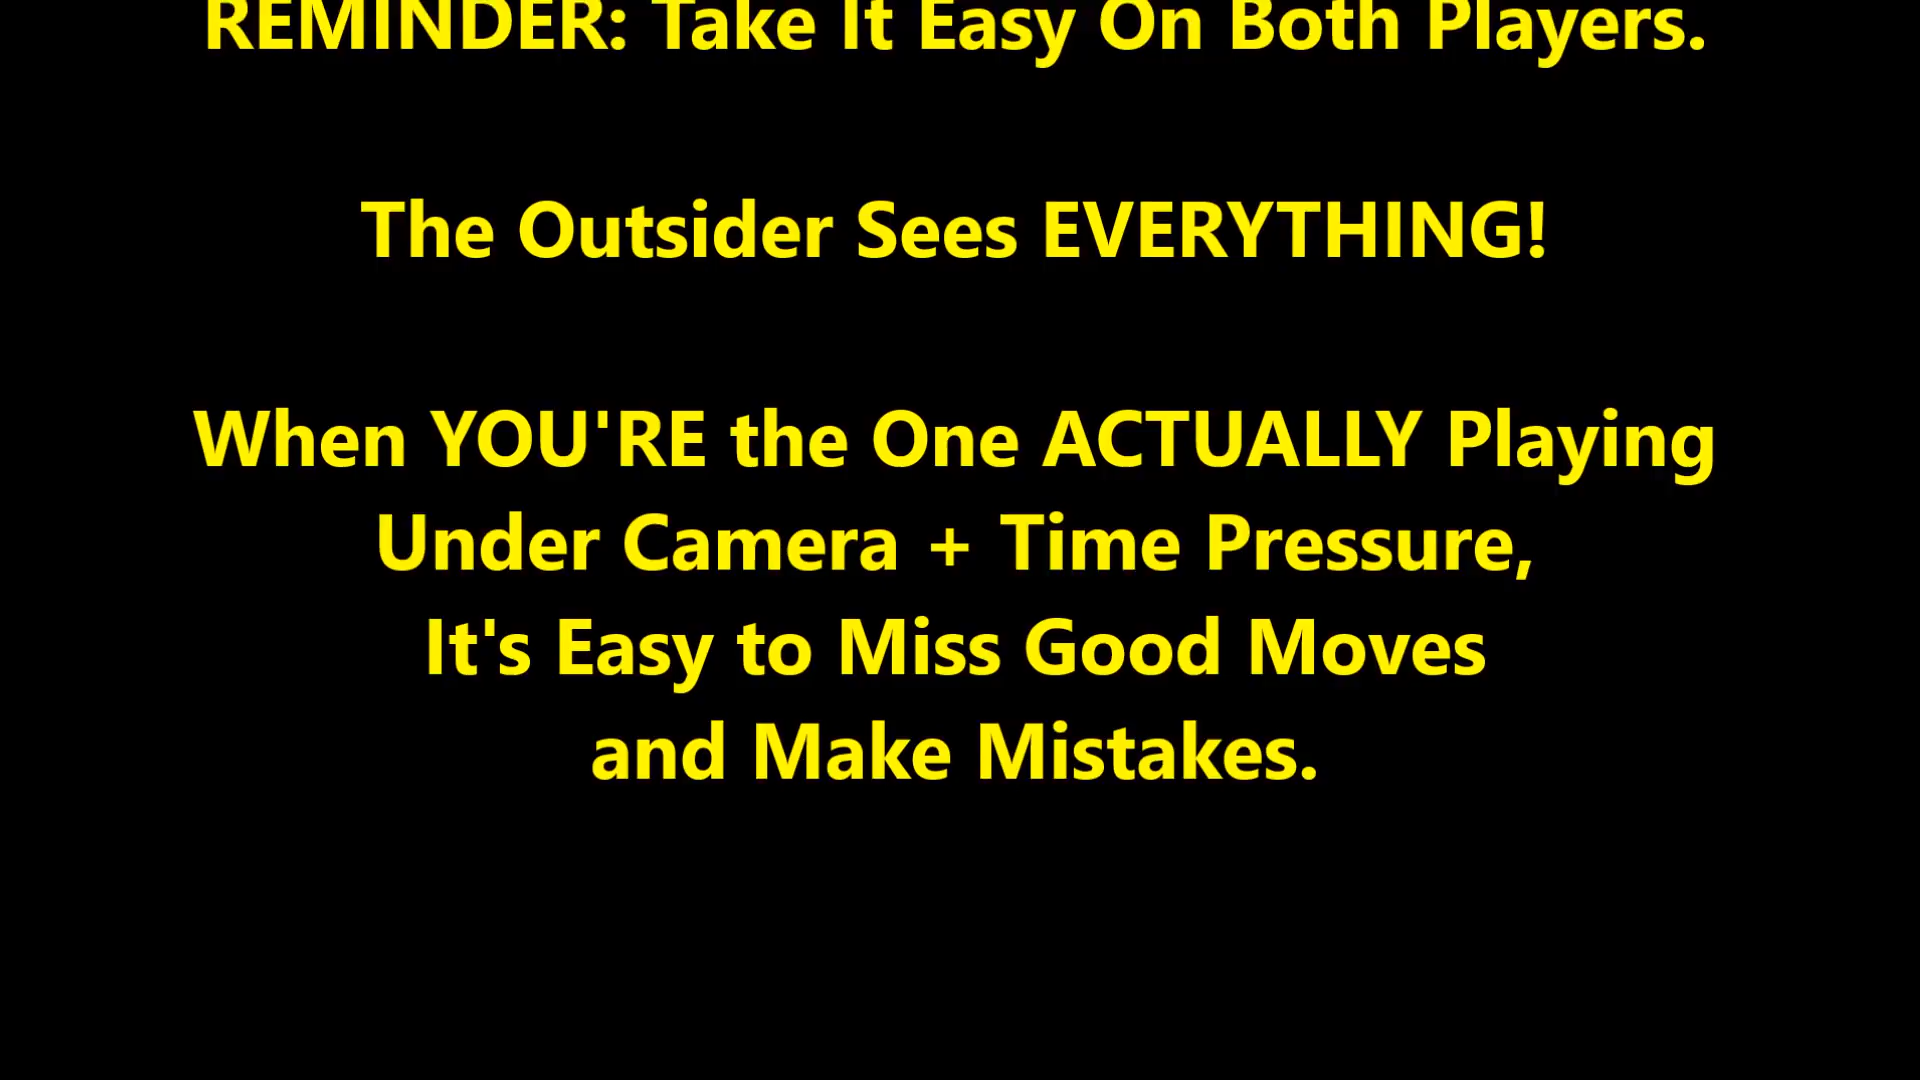 REMINDER: Take It Easy On Both Players.
The Outsider Sees EVERYTHING!
When YOU'RE the One ACTUALLY Playing
Under Camera + Time Pressure,
It's Easy to Miss Good Moves
and Make Mistakes.